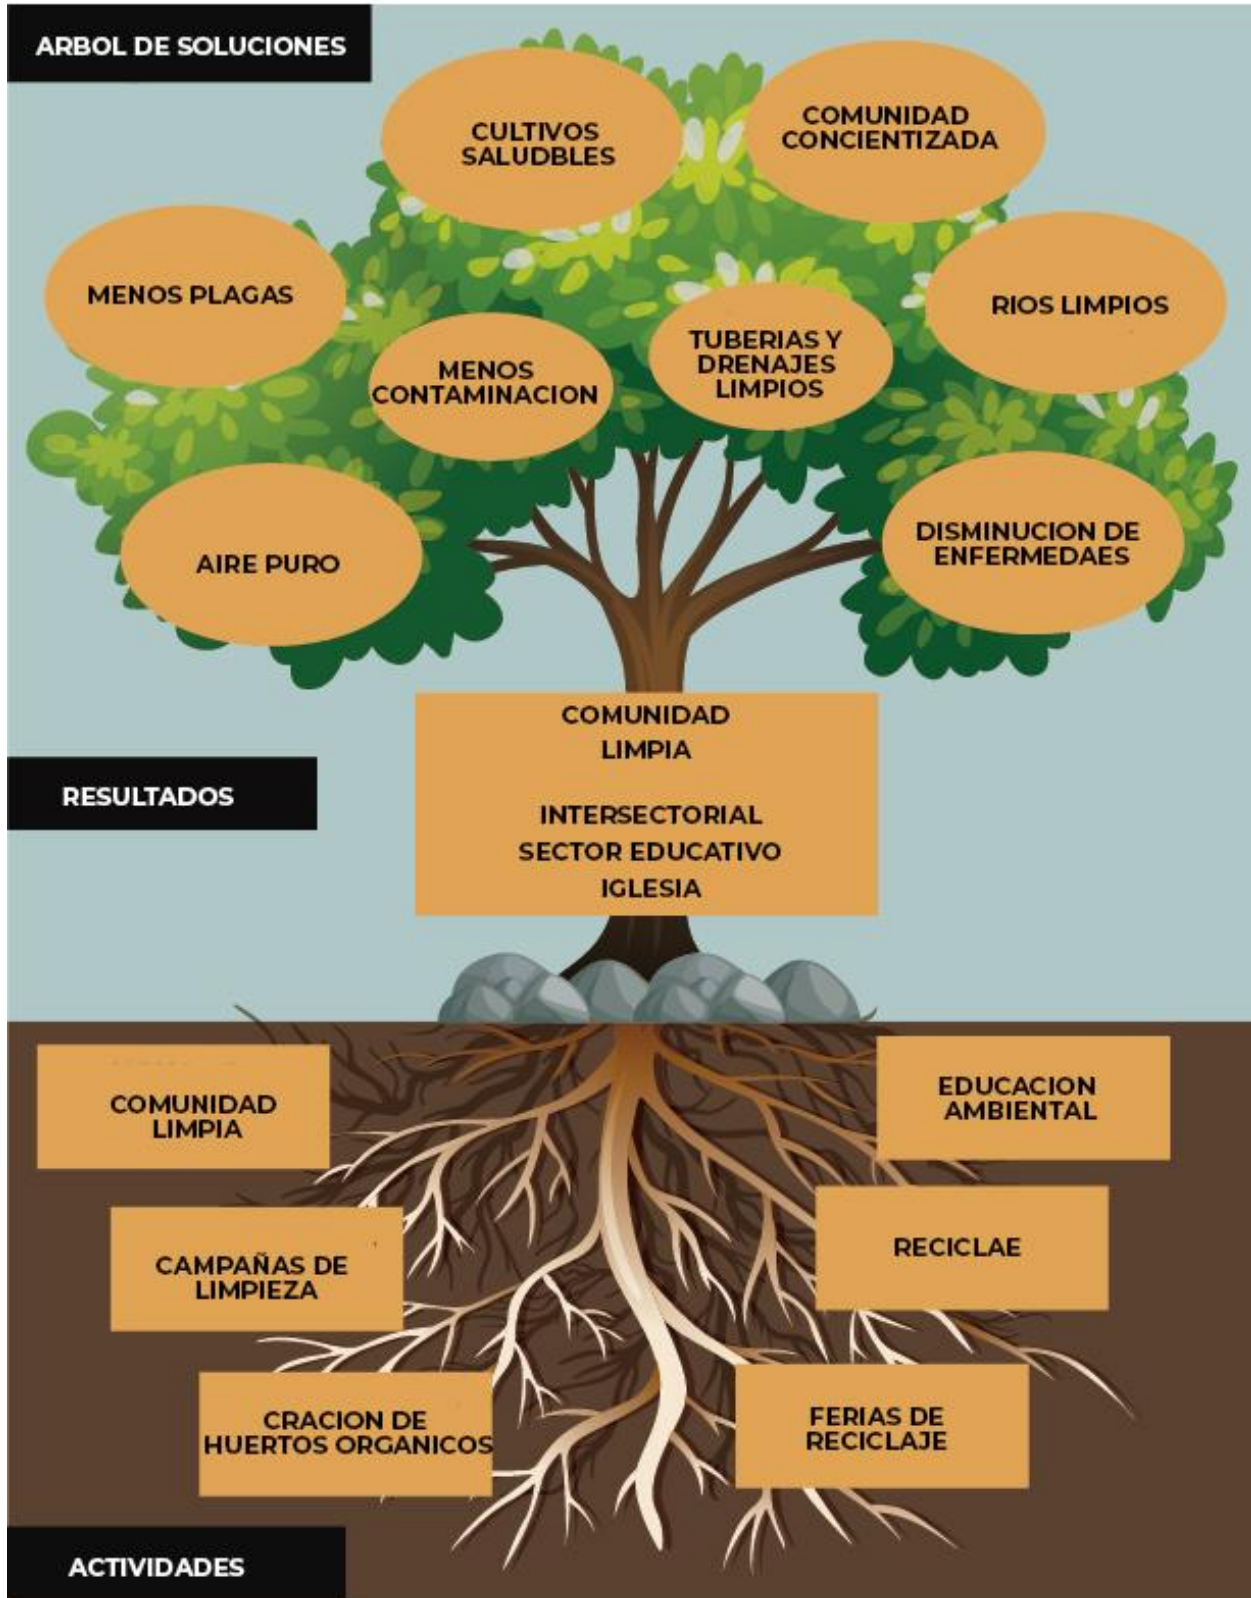 ARBOL DE SOLUCIONES
CULTIVOS
SALUDBLES
COMUNIDAD
CONCIENTIZADA
MENOS PLAGAS
RIOS LIMPIOS
MENOS
CONTAMINACION
TUBERIAS Y
DRENAJES
LIMPIOS
AIRE PURO
DISMINUCION DE
ENFERMEDAES
RESULTADOS
COMUNIDAD
LIMPIA
INTERSECTORIAL
SECTOR EDUCATIVO
IGLESIA
COMUNIDAD
LIMPIA
EDUCACION
AMBIENTAL
CAMPAÑAS DE
LIMPIEZA
RECICLAE
CRACION DE
HUERTOS ORGANICOS
FERIAS DE
RECICLAJE
ACTIVIDADES